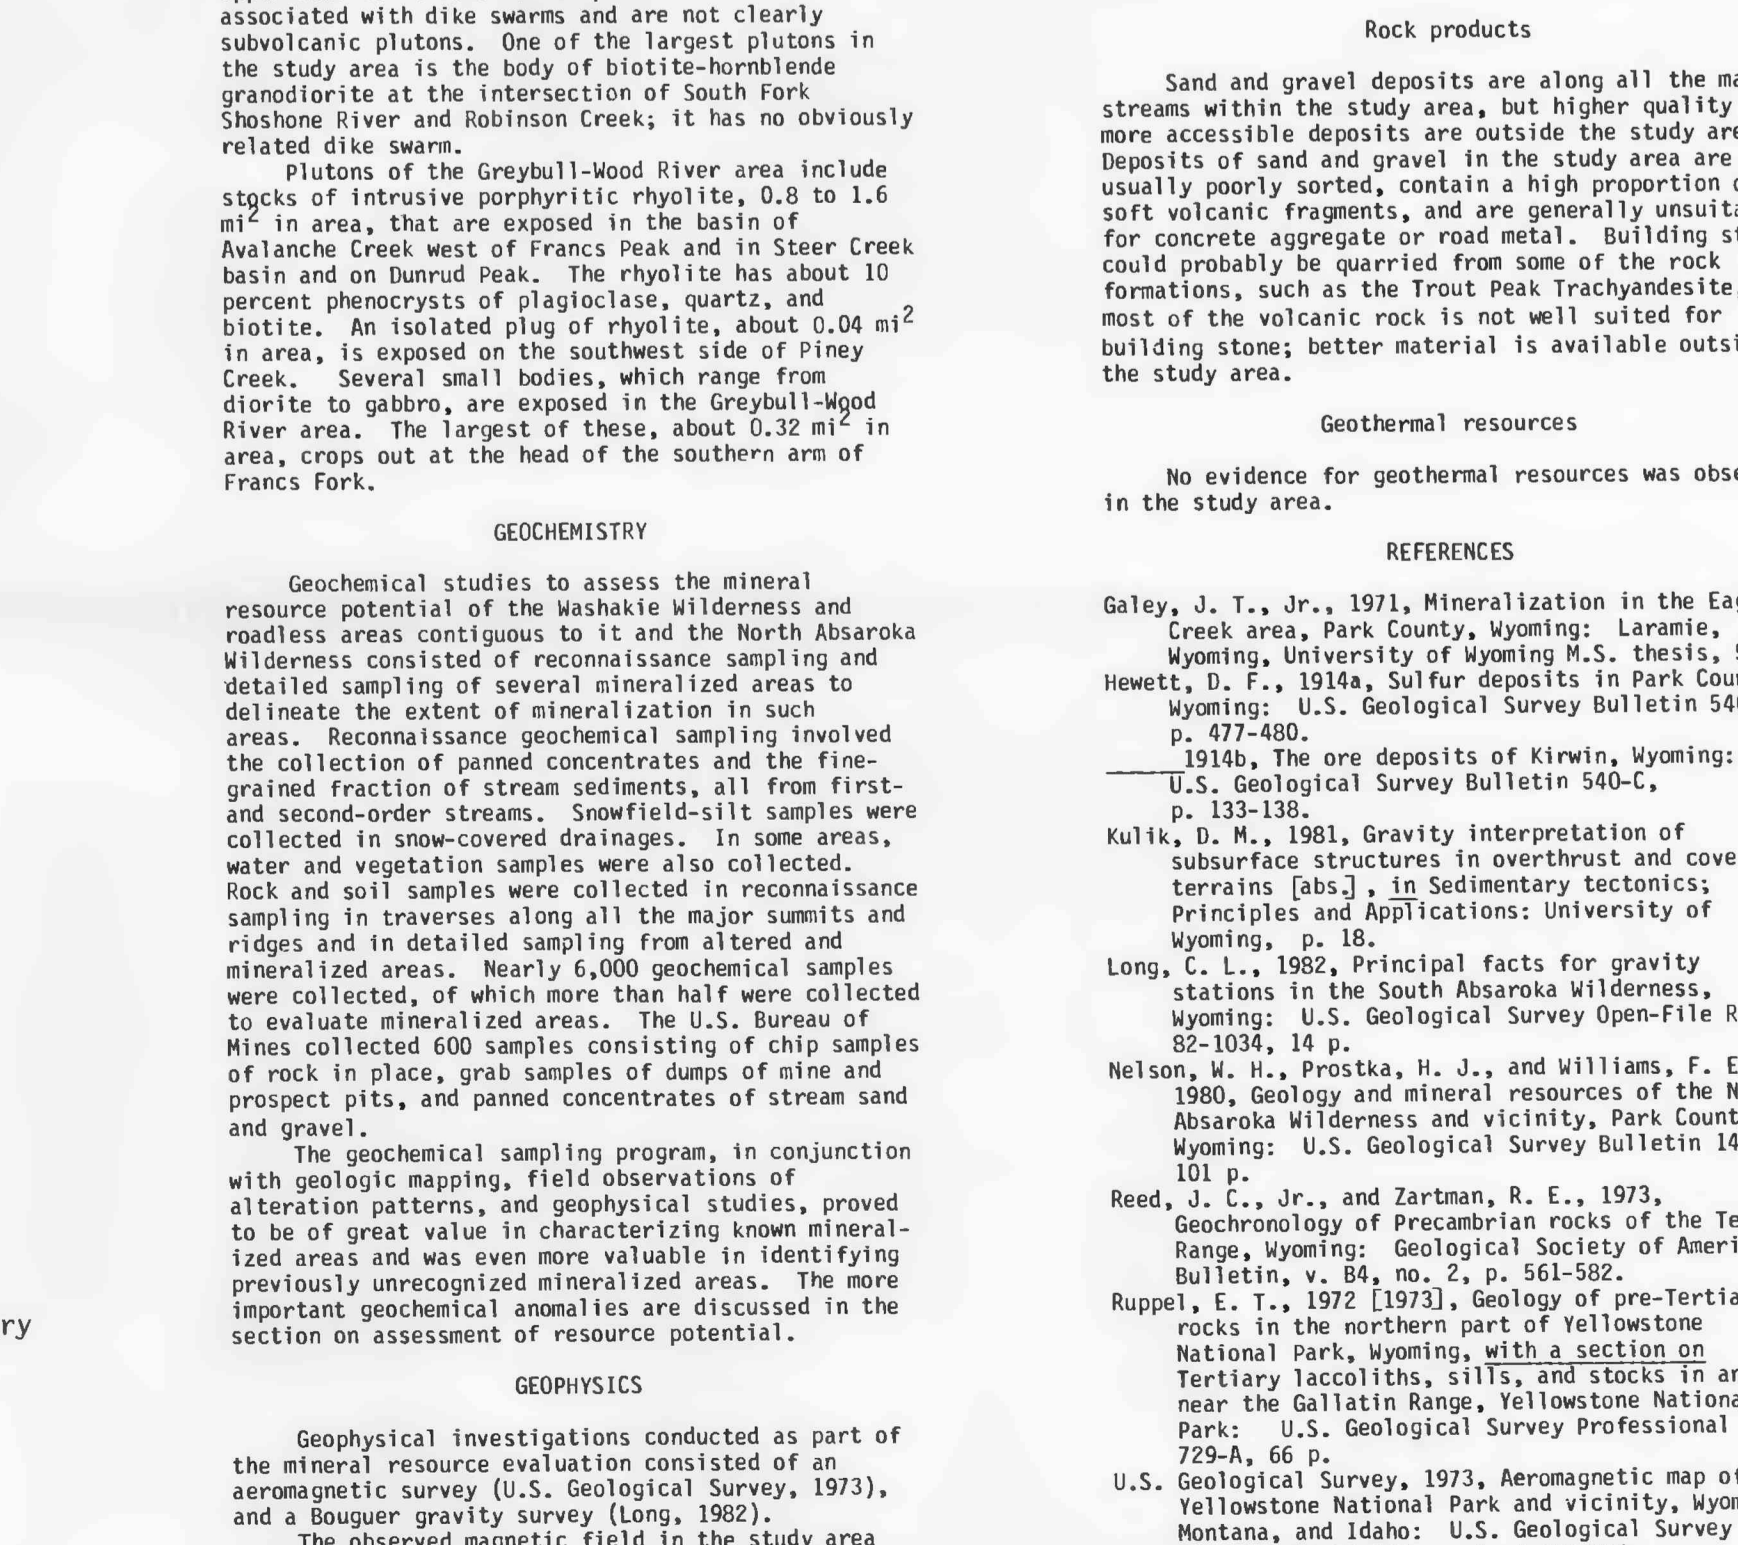 associated with dike swarms and are not clearly
subvolcanic plutons. One of the largest plutons in
the study area is the body of biotite-hornblende
granodiorite at the intersection of South Fork
Shoshone River and Robinson Creek; it has no obviously
related dike swarm.
Plutons of the Greybull-Wood River area include
stocks of intrusive porphyritic rhyolite, 0.8 to 1.6
mi² in area, that are exposed in the basin of
Avalanche Creek west of Francs Peak and in Steer Creek
basin and on Dunrud Peak. The rhyolite has about 10
percent phenocrysts of plagioclase, quartz, and
biotite. An isolated plug of rhyolite, about 0.04 mi²
in area, is exposed on the southwest side of Piney
Creek. Several small bodies, which range from
diorite to gabbro, are exposed in the Greybull-Wood
River area. The largest of these, about 0.32 mi² in
area, crops out at the head of the southern arm of
Francs Fork.
GEOCHEMISTRY
Geochemical studies to assess the mineral
resource potential of the Washakie Wilderness and
roadless areas contiguous to it and the North Absaroka
Wilderness consisted of reconnaissance sampling and
detailed sampling of several mineralized areas to
delineate the extent of mineralization in such
areas. Reconnaissance geochemical sampling involved
the collection of panned concentrates and the fine-
grained fraction of stream sediments, all from first-
and second-order streams. Snowfield-silt samples were
collected in snow-covered drainages. In some areas,
water and vegetation samples were also collected.
Rock and soil samples were collected in reconnaissance
sampling in traverses along all the major summits and
ridges and in detailed sampling from altered and
mineralized areas. Nearly 6,000 geochemical samples
were collected, of which more than half were collected
to evaluate mineralized areas. The U.S. Bureau of
Mines collected 600 samples consisting of chip samples
of rock in place, grab samples of dumps of mine and
prospect pits, and panned concentrates of stream sand
and gravel.
The geochemical sampling program, in conjunction
with geologic mapping, field observations of
alteration patterns, and geophysical studies, proved
to be of great value in characterizing known mineral-
ized areas and was even more valuable in identifying
previously unrecognized mineralized areas. The more
important geochemical anomalies are discussed in the
section on assessment of resource potential.
GEOPHYSICS
Geophysical investigations conducted as part of
the mineral resource evaluation consisted of an
aeromagnetic survey (U.S. Geological Survey, 1973),
and a Bouguer gravity survey (Long, 1982).
The observed magnetic field in the study area
ry
Rock products
Sand and gravel deposits are along all the ma
streams within the study area, but higher quality
more accessible deposits are outside the study are
Deposits of sand and gravel in the study area are
usually poorly sorted, contain a high proportion o
soft volcanic fragments, and are generally unsuita
for concrete aggregate or road metal. Building st
could probably be quarried from some of the rock
formations, such as the Trout Peak Trachyandesite,
most of the volcanic rock is not well suited for
building stone; better material is available outsi
the study area.
Geothermal resources
No evidence for geothermal resources was obse
in the study area.
REFERENCES
Galey, J. T., Jr., 1971, Mineralization in the Eag
Creek area, Park County, Wyoming: Laramie,
Wyoming, University of Wyoming M.S. thesis, 5
Hewett, D. F., 1914a, Sulfur deposits in Park Coun
Wyoming: U.S. Geological Survey Bulletin 540
p. 477-480.
______1914b, The ore deposits of Kirwin, Wyoming:
U.S. Geological Survey Bulletin 540-C,
p. 133-138.
Kulik, D. M., 1981, Gravity interpretation of
subsurface structures in overthrust and cove
terrains [abs.] , in Sedimentary tectonics;
Principles and Applications: University of
Wyoming, p. 18.
Long, C. L., 1982, Principal facts for gravity
stations in the South Absaroka Wilderness,
Wyoming: U.S. Geological Survey Open-File R
82-1034, 14 p.
Nelson, W. H., Prostka, H. J., and Williams, F. E
1980, Geology and mineral resources of the N
Absaroka Wilderness and vicinity, Park Count
Wyoming: U.S. Geological Survey Bulletin 14
101 p.
Reed, J. C., Jr., and Zartman, R. E., 1973,
Geochronology of Precambrian rocks of the Te
Range, Wyoming: Geological Society of Ameri
Bulletin, v. B4, no. 2, p. 561-582.
Ruppel, E. T., 1972 [1973], Geology of pre-Tertia
rocks in the northern part of Yellowstone
National Park, Wyoming, with a section on
Tertiary laccoliths, sills, and stocks in an
near the Gallatin Range, Yellowstone Nationa
Park: U.S. Geological Survey Professional
729-A, 66 p.
U.S. Geological Survey, 1973, Aeromagnetic map of
Yellowstone National Park and vicinity, Wyom
Montana, and Idaho: U.S. Geological Survey